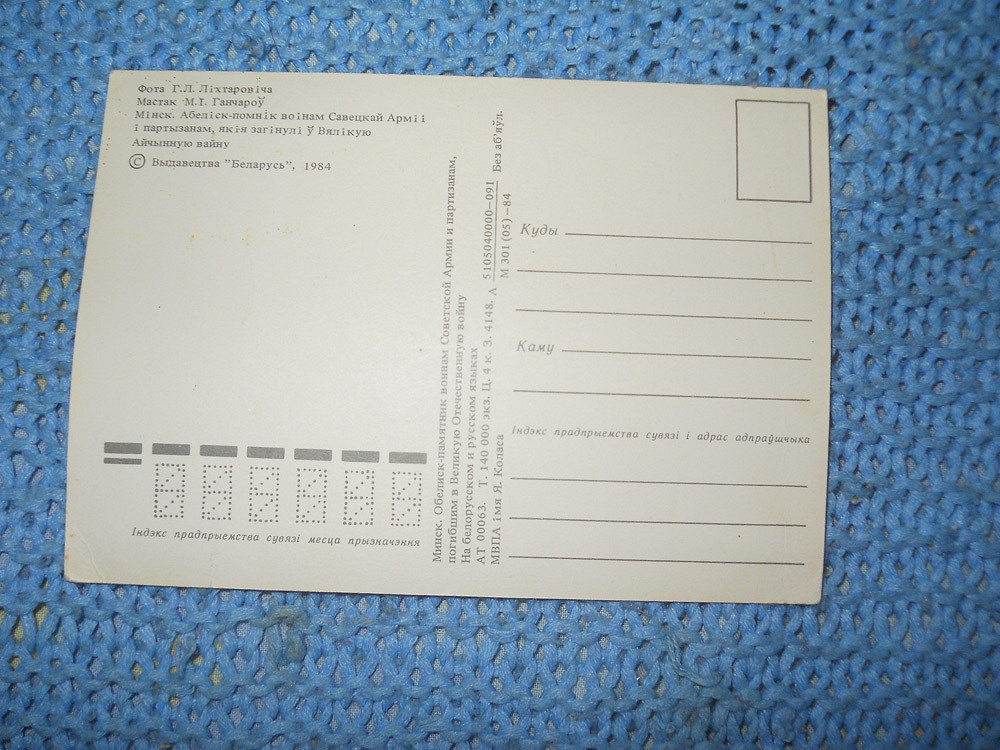 Фота Г.Л. Ліхтаровіча
Мастак М.І. Ганчароў
Мінск. Абеліск-помнік воінам Савецкай Арміі
і партызанам, якія загінулі ў Вялікую
Айчынную вайну
© Выдавецтва "Беларусь", 1984
Індэкс прадпрыемства сувязі месца прызначэння
Минск. Обелиск-памятник воинам Советской Армии и партизанам,
погибшим в Великую Отечественную войну
На белорусском и русском языках
АТ 00063. Т. 140 000 экз. Ц. 4 к. З. 4148. А 5105040000—091 Без аб'яўл.
М 301 (05) —84
МВПА імя Я. Коласа
Куды
Каму
Індэкс прадпрыемства сувязі і адрас адпраўшчыка